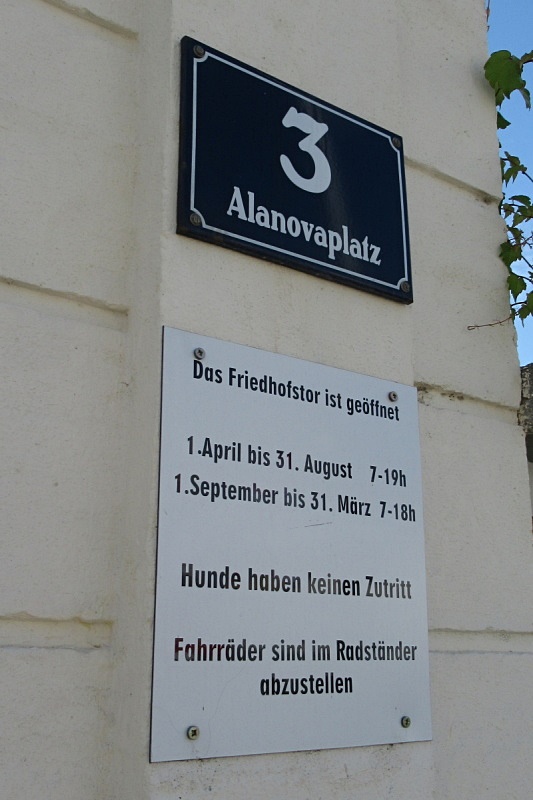 3
Alanovaplatz
Das Friedhofstor ist geöffnet
1.April bis 31. August 7-19h
1.September bis 31. März 7-18h
Hunde haben keinen Zutritt
Fahrräder sind im Radständer
abzustellen